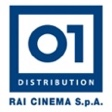 01
DISTRIBUTION
RAI CINEMA S.p.A.